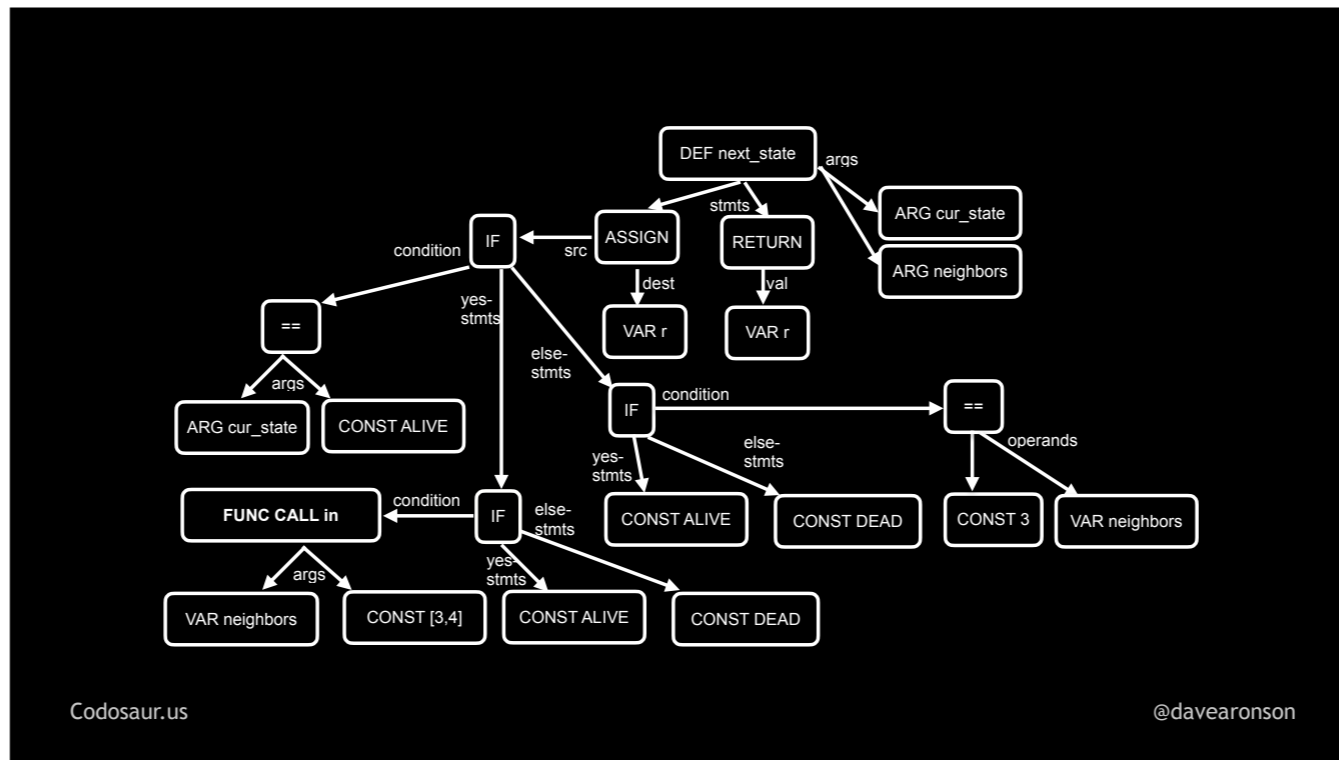 DEF next_state
args
ARG cur_state
stmts
IF
ASSIGN
RETURN
condition
src
ARG neighbors
dest
val
yes-
stmts
==
VAR r
VAR r
else-
stmts
args
IF
condition
==
ARG cur_state
CONST ALIVE
operands
yes-
stmts
else-
stmts
FUNC CALL in
condition
IF
else-
stmts
CONST ALIVE
CONST DEAD
CONST 3
VAR neighbors
args
yes-
stmts
VAR neighbors
CONST [3,4]
CONST ALIVE
CONST DEAD
Codosaur.us
@davearonson